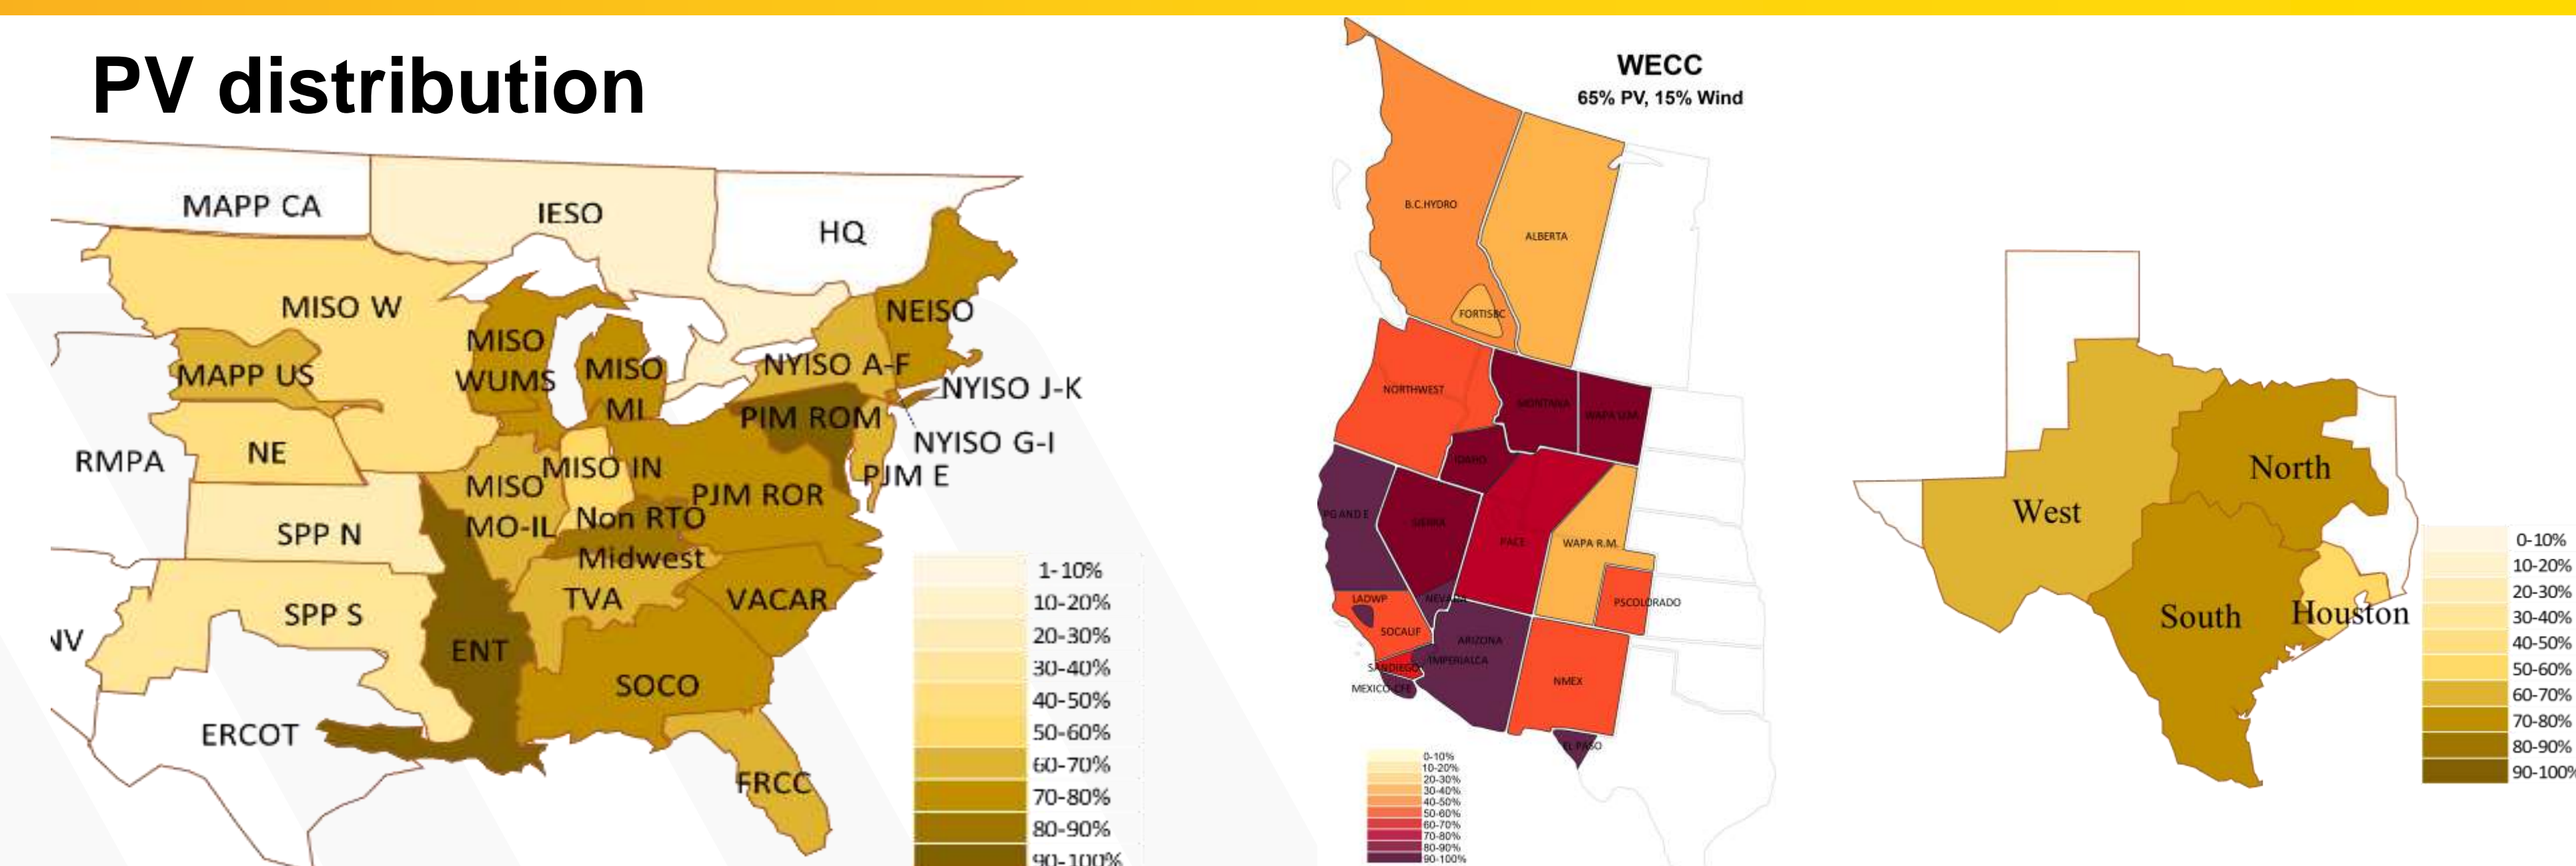 PV distribution
MAPP CA
IESO
HQ
MISO W
NEISO
MISO
WUMS
MISO
MI
NYISO A-F
NYISO J-K
MAPP US
PJM ROM
NYISO G-I
NE
RMPA
MISO IN
PJM E
MISO
MO-IL
PJM ROR
SPP N
Non RTO
Midwest
TVA
VACAR
SPP S
NV
ENT
SOCO
ERCOT
FRCC
1-10%
10-20%
20-30%
30-40%
40-50%
50-60%
60-70%
70-80%
80-90%
90-100%
WECC
65% PV, 15% Wind
B.C.HYDRO
ALBERTA
FORTISBC
NORTHWEST
MONTANA
WAPA U.M.
IDAHO
PG AND E
SIERRA
PACE
WAPA R.M.
LADWP
NEVADA
PSCOLORADO
SOCALIF
ARIZONA
SANDIEGO
IMPERIALCA
MEXICO-CFE
NMEX
EL PASO
0-10%
10-20%
20-30%
30-40%
40-50%
50-60%
60-70%
70-80%
80-90%
90-100%
North
West
South
Houston
0-10%
10-20%
20-30%
30-40%
40-50%
50-60%
60-70%
70-80%
80-90%
90-100%